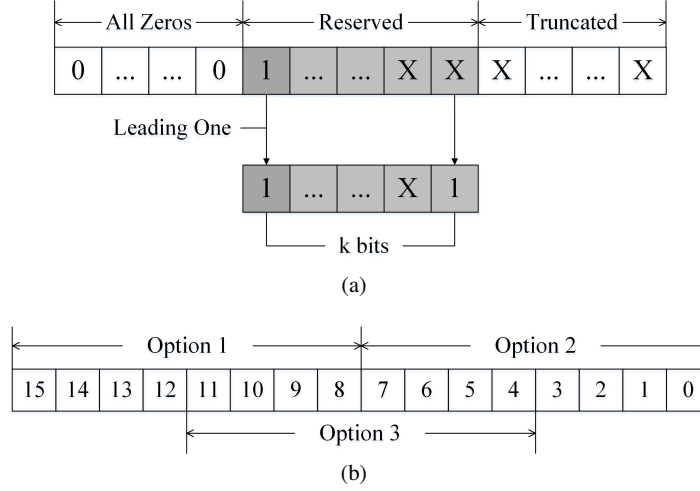 All Zeros Reserved Truncated
0 ... ... 0 1 ... ... X X X ... ... X
Leading One
1 ... ... X 1
k bits
(a)
Option 1 Option 2
15 14 13 12 11 10 9 8 7 6 5 4 3 2 1 0
Option 3
(b)